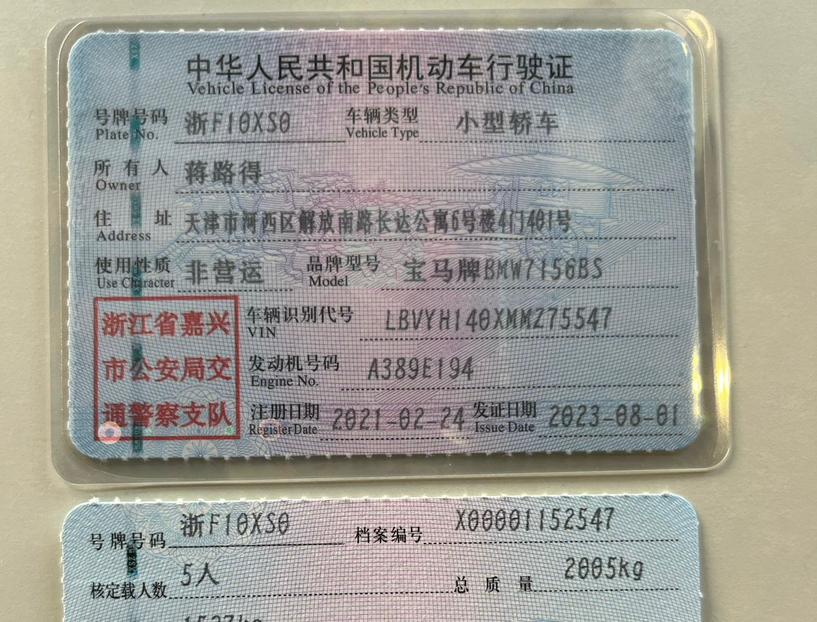 中华人民共和国机动车行驶证
Vehicle License of the People's Republic of China
号牌号码 浙F10XS0 车辆类型 小型轿车
Plate No. Vehicle Type
所有人 蒋路得
Owner
住址 天津市河西区解放南路长达公寓6号楼4门401号
Address
使用性质 非营运 品牌型号 宝马牌BMW7156BS
Use Character Model
浙江省嘉兴
市公安局交
通警察支队
车辆识别代号 LBVYH140XMMZ75547
VIN
发动机号码 A389E194
Engine No.
注册日期 2021-02-24 发证日期 2023-08-01
Register Date Issue Date
号牌号码 浙F10XS0 档案编号 X00001152547
核定载人数 5人 总质量 2005kg